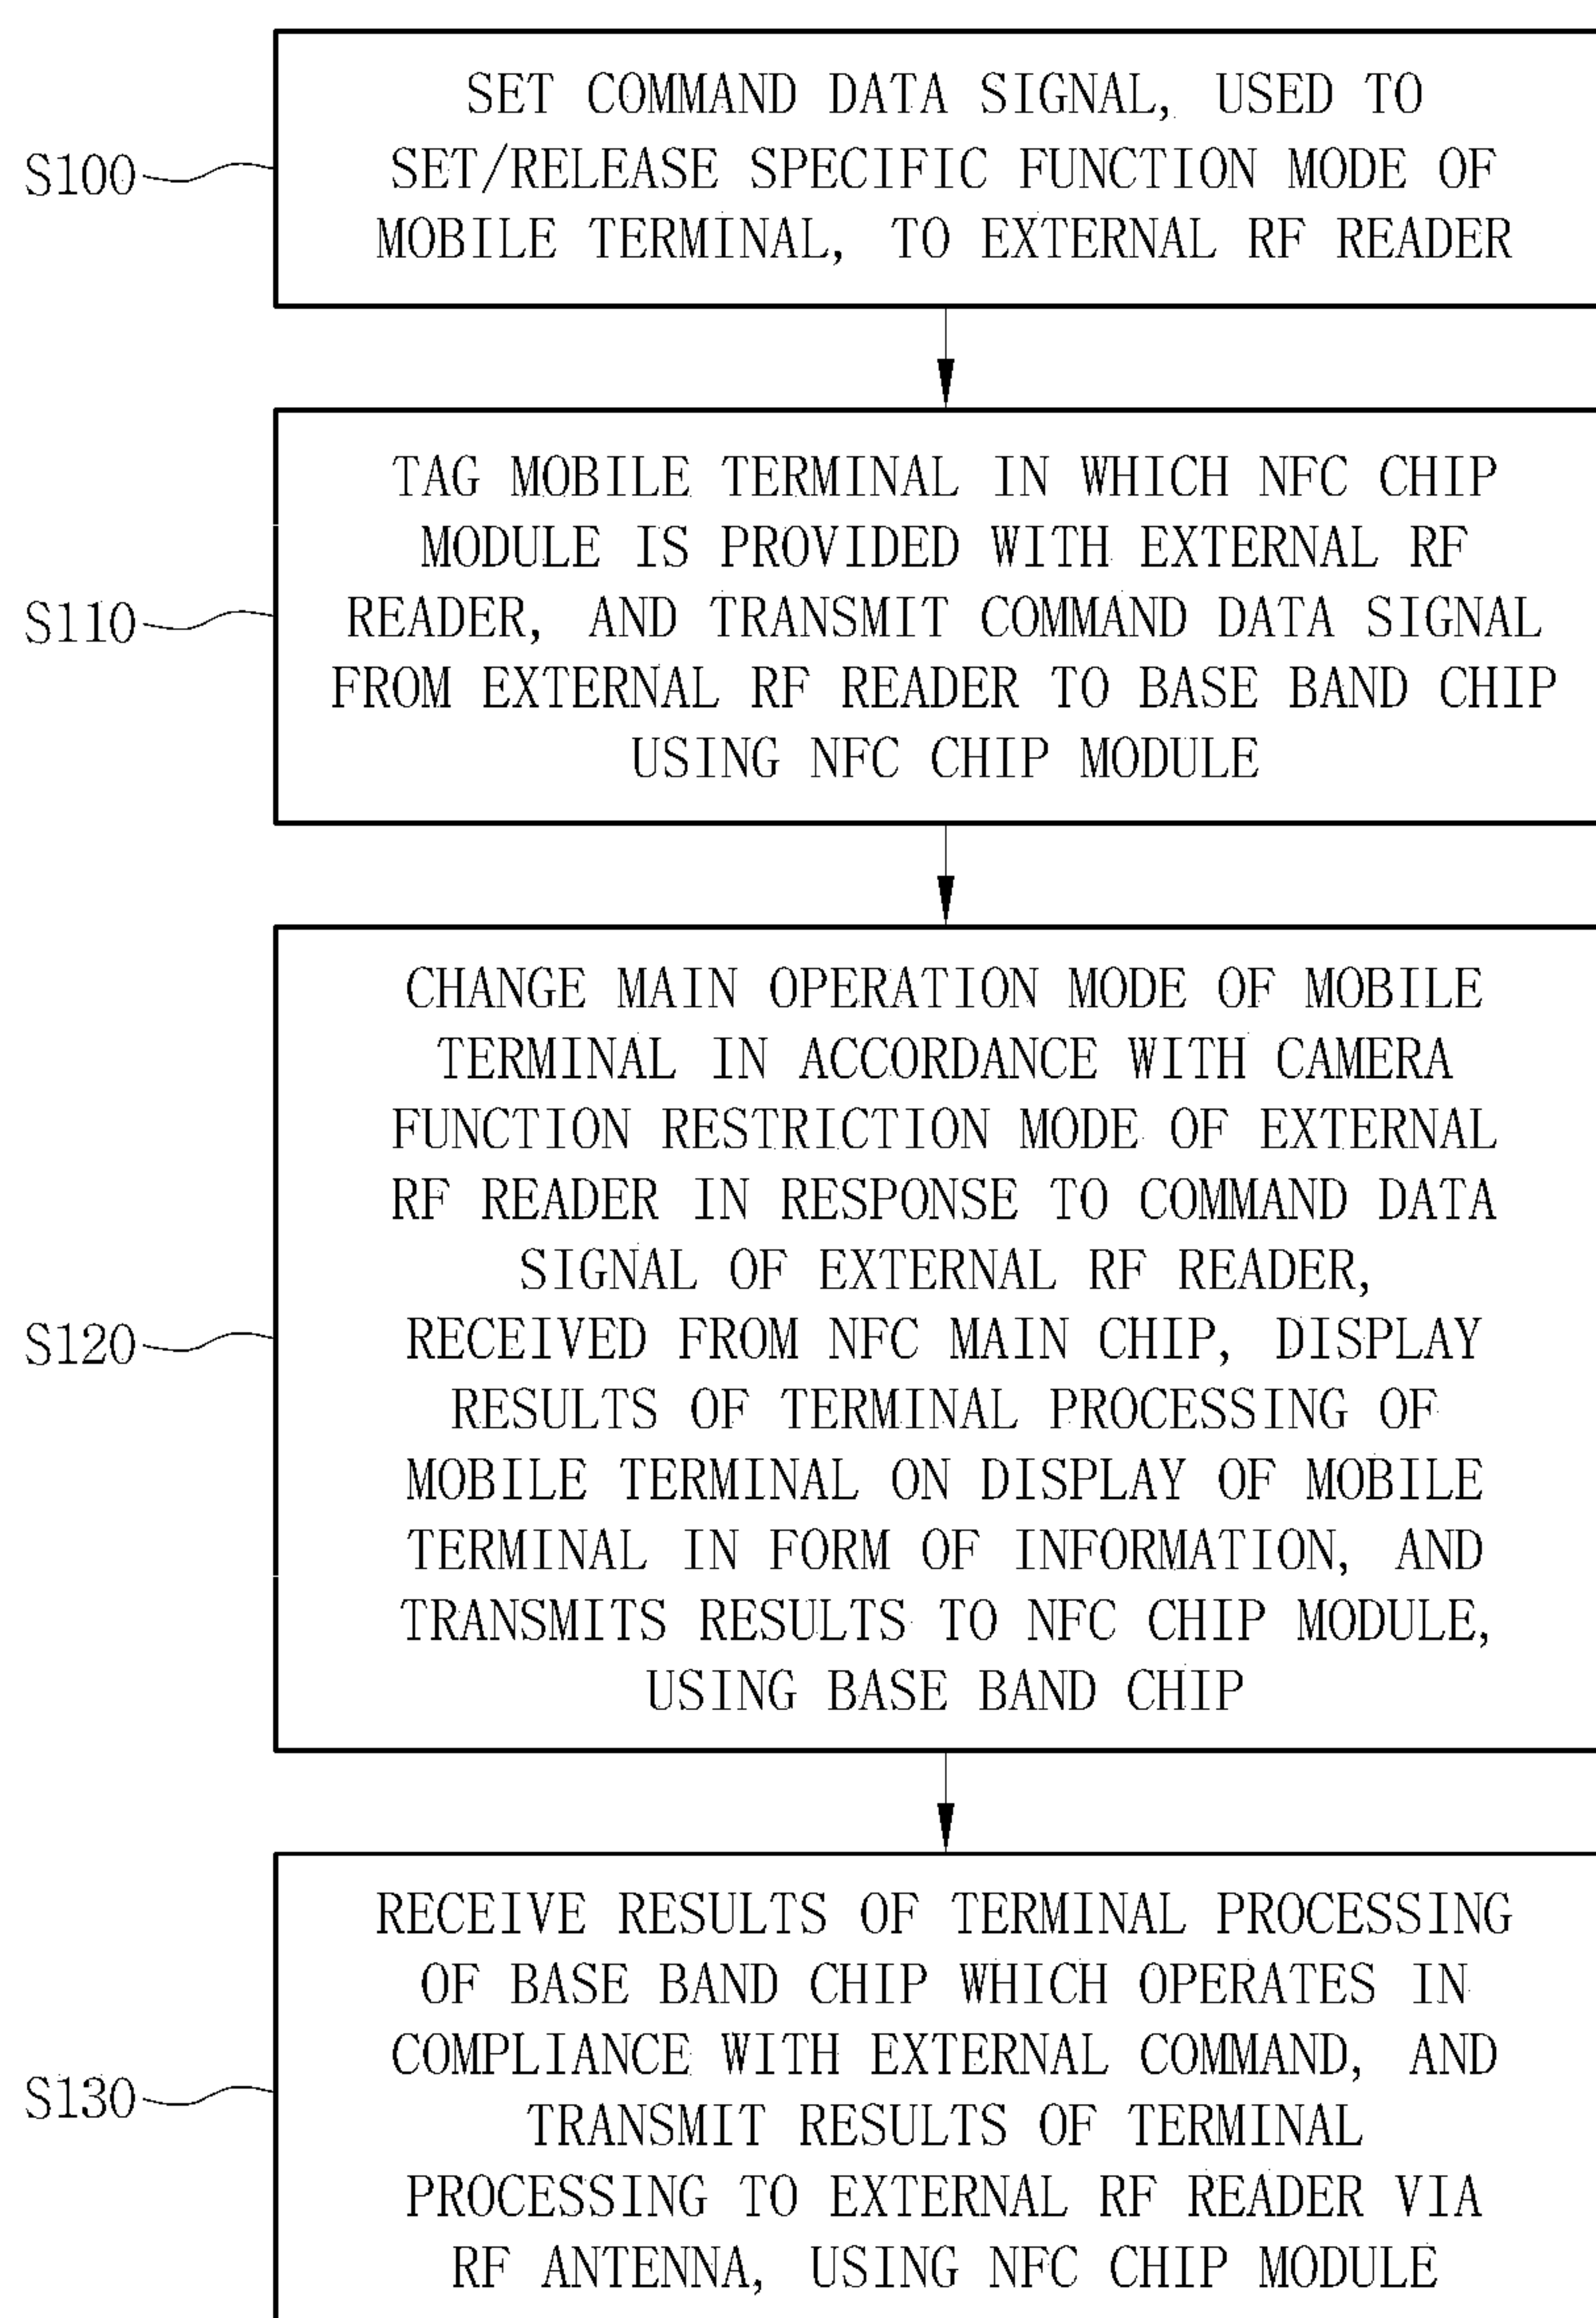 S100
SET COMMAND DATA SIGNAL, USED TO
SET/RELEASE SPECIFIC FUNCTION MODE OF
MOBILE TERMINAL, TO EXTERNAL RF READER
S110
TAG MOBILE TERMINAL IN WHICH NFC CHIP
MODULE IS PROVIDED WITH EXTERNAL RF
READER, AND TRANSMIT COMMAND DATA SIGNAL
FROM EXTERNAL RF READER TO BASE BAND CHIP
USING NFC CHIP MODULE
S120
CHANGE MAIN OPERATION MODE OF MOBILE
TERMINAL IN ACCORDANCE WITH CAMERA
FUNCTION RESTRICTION MODE OF EXTERNAL
RF READER IN RESPONSE TO COMMAND DATA
SIGNAL OF EXTERNAL RF READER,
RECEIVED FROM NFC MAIN CHIP, DISPLAY
RESULTS OF TERMINAL PROCESSING OF
MOBILE TERMINAL ON DISPLAY OF MOBILE
TERMINAL IN FORM OF INFORMATION, AND
TRANSMITS RESULTS TO NFC CHIP MODULE,
USING BASE BAND CHIP
S130
RECEIVE RESULTS OF TERMINAL PROCESSING
OF BASE BAND CHIP WHICH OPERATES IN
COMPLIANCE WITH EXTERNAL COMMAND, AND
TRANSMIT RESULTS OF TERMINAL
PROCESSING TO EXTERNAL RF READER VIA
RF ANTENNA, USING NFC CHIP MODULE